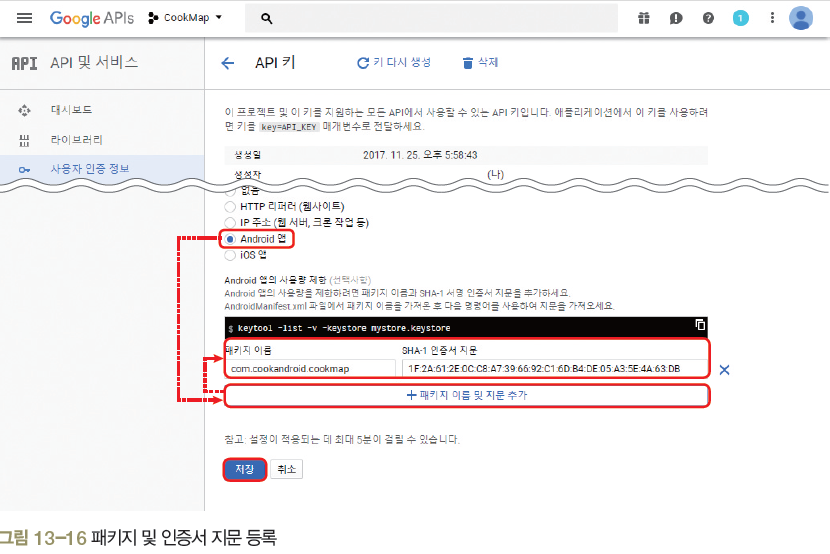 Google APIs CookMap 1
API API 및 서비스
API 키 키 다시 생성 삭제
대시보드
라이브러리
사용자 인증 정보
이 프로젝트 및 이 키를 지원하는 모든 API에서 사용할 수 있는 API 키입니다. 애플리케이션에서 이 키를 사용하려
면 키를 key=API_KEY 매개변수로 전달하세요.
생성일 2017. 11. 25. 오후 5:58:43
생성자 (나)
없음
HTTP 리퍼러 (웹사이트)
IP 주소 (웹 서버, 크론 작업 등)
Android 앱
iOS 앱
Android 앱의 사용량 제한 (선택사항)
Android 앱의 사용량을 제한하려면 패키지 이름과 SHA-1 서명 인증서 지문을 추가하세요.
AndroidManifest.xml 파일에서 패키지 이름을 가져온 후 다음 명령어를 사용하여 지문을 가져오세요.
$ keytool -list -v -keystore mystore.keystore
패키지 이름 SHA-1 인증서 지문
com.cookandroid.cookmap 1F:2A:61:2E:0C:C8:A7:39:66:92:C1:6D:B4:DE:05:A3:5E:4A:63:DB
+ 패키지 이름 및 지문 추가
참고: 설정이 적용되는 데 최대 5분이 걸릴 수 있습니다.
저장 취소
그림 13-16 패키지 및 인증서 지문 등록